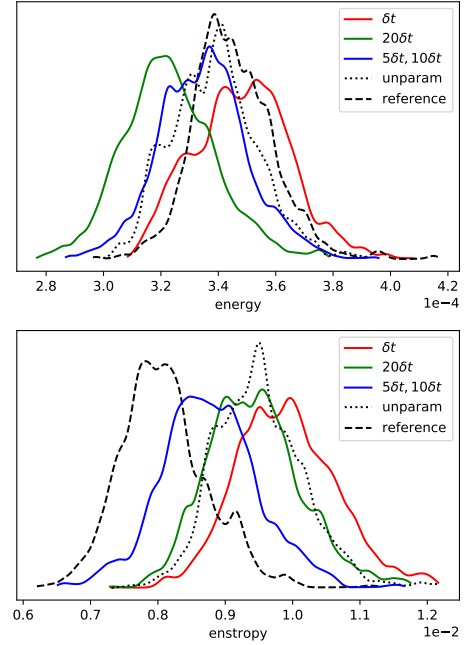 δt
20δt
5δt, 10δt
unparam
reference
2.8 3.0 3.2 3.4 3.6 3.8 4.0 4.2
1e−4
energy
δt
20δt
5δt, 10δt
unparam
reference
0.6 0.7 0.8 0.9 1.0 1.1 1.2
1e−2
enstropy